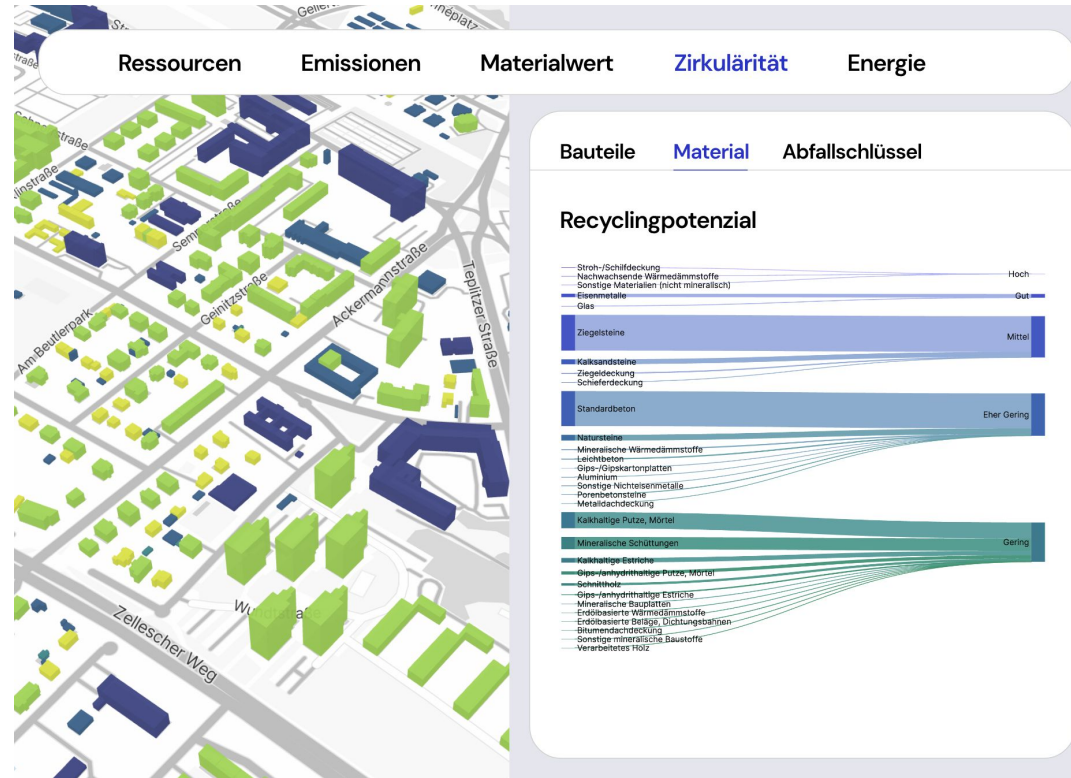 Ressourcen
Emissionen
Materialwert
Zirkulärität
Energie
Ackermannstraße
Teplitzer Straße
Geinitzstraße
Am Beutlerpark
Zellescher Weg
Bauteile
Material
Abfallschlüssel
Recyclingpotenzial
Stroh-/Schilfdeckung
Nachwachsende Wärmedämmstoffe
Sonstige Materialien (nicht mineralisch)
Eisenmetalle
Glas
Ziegelsteine
Kalksandsteine
Ziegeldeckung
Schieferdeckung
Standardbeton
Natursteine
Mineralische Wärmedämmstoffe
Leichtbeton
Gips-/Gipskartonplatten
Aluminium
Sonstige Nichteisenmetalle
Porenbetonsteine
Metalldachdeckung
Kalkhaltige Putze, Mörtel
Mineralische Schüttungen
Kalkhaltige Estriche
Gips-/anhydrithaltige Putze, Mörtel
Schnittholz
Gips-/anhydrithaltige Estriche
Mineralische Bauplatten
Erdölbasierte Wärmedämmstoffe
Erdölbasierte Beläge, Dichtungsbahnen
Bitumendachdeckung
Sonstige mineralische Baustoffe
Verarbeitetes Holz
Hoch
Gut
Mittel
Eher Gering
Gering